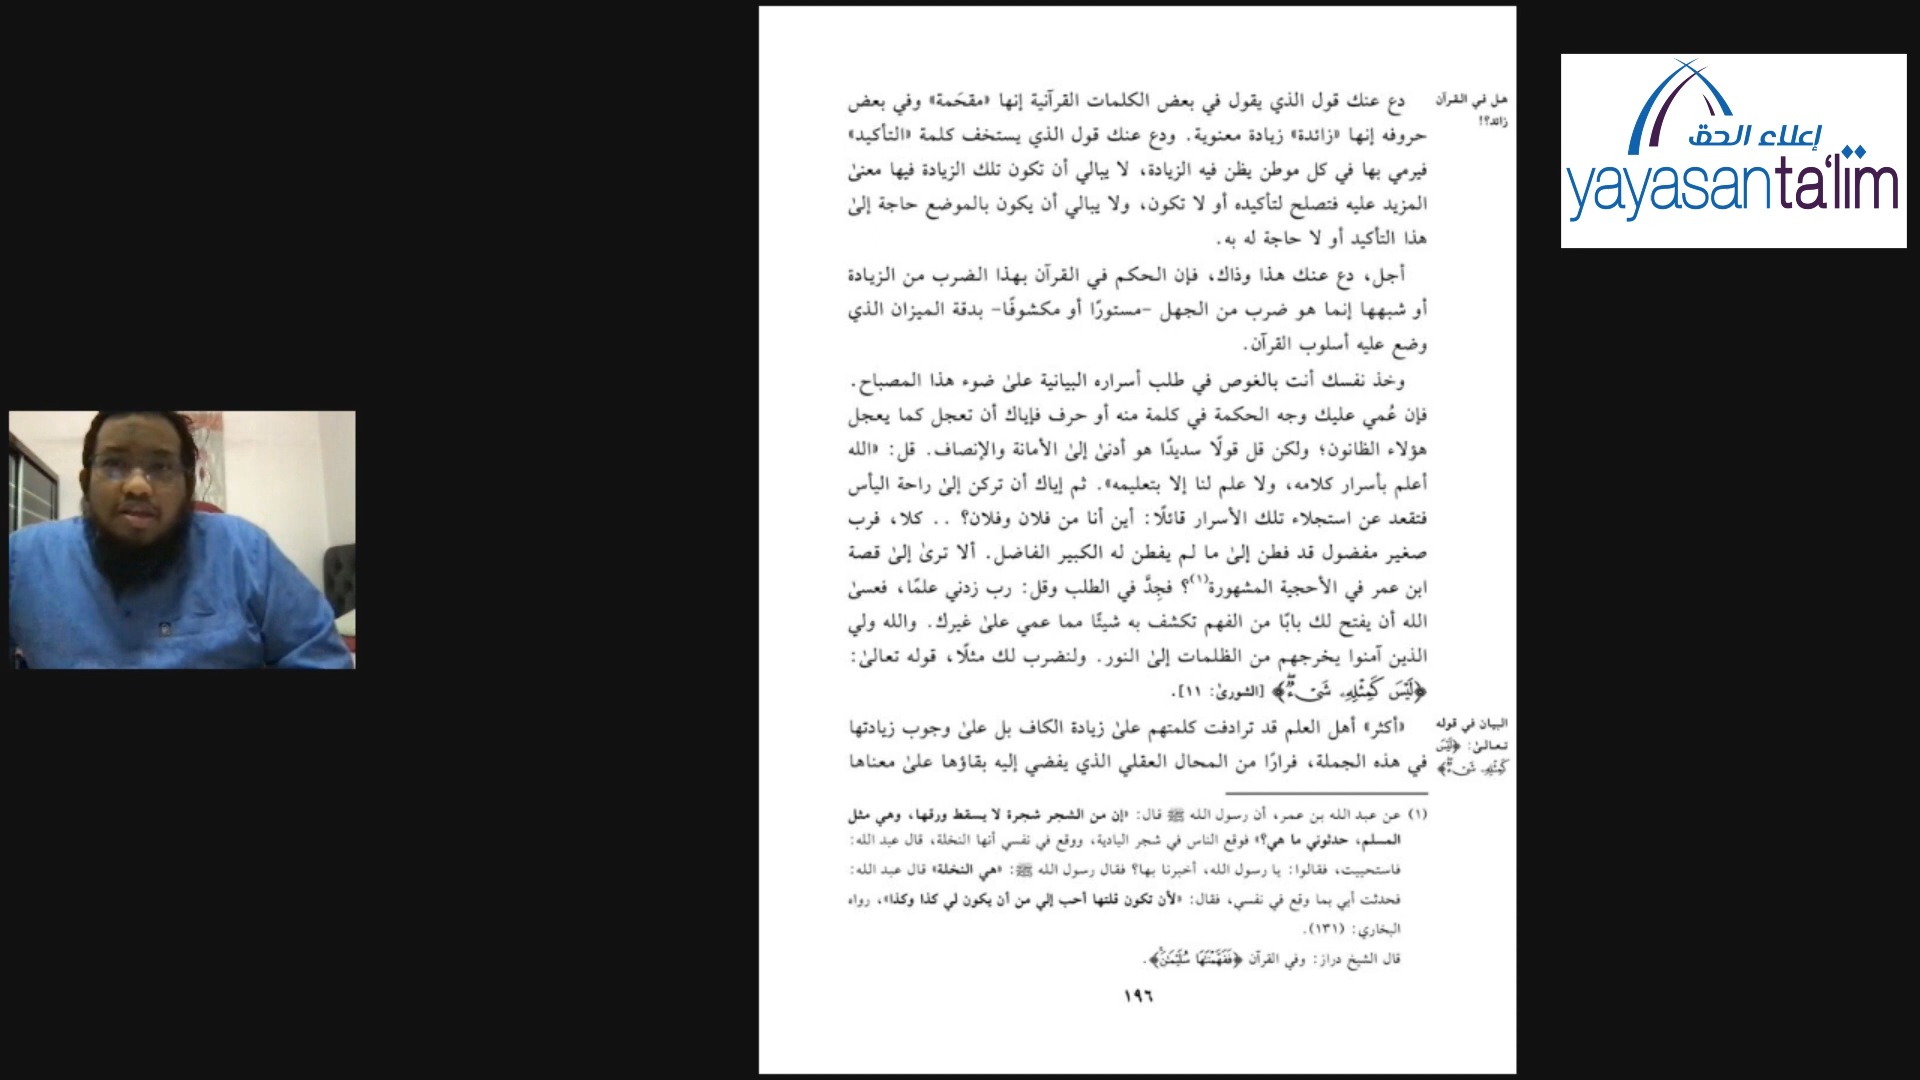 هل في القرآن
زائد؟!
دع عنك قول الذي يقول في بعض الكلمات القرآنية إنها «مقحَمة» وفي بعض
حروفه إنها «زائدة» زيادة معنوية. ودع عنك قول الذي يستخف كلمة «التأكيد»
فيرمي بها في كل موطن يظن فيه الزيادة، لا يبالي أن تكون تلك الزيادة فيها معنىٰ
المزيد عليه فتصلح لتأكيده أو لا تكون، ولا يبالي أن يكون بالموضع حاجة إلىٰ
هذا التأكيد أو لا حاجة له به.
أجل، دع عنك هذا وذاك، فإن الحكم في القرآن بهذا الضرب من الزيادة
أو شبهها إنما هو ضرب من الجهل -مستورًا أو مكشوفًا- بدقة الميزان الذي
وضع عليه أسلوب القرآن.
وخذ نفسك أنت بالغوص في طلب أسراره البيانية علىٰ ضوء هذا المصباح.
فإن عُمي عليك وجه الحكمة في كلمة منه أو حرف فإياك أن تعجل كما يعجل
هؤلاء الظانون؛ ولكن قل قولًا سديدًا هو أدنىٰ إلىٰ الأمانة والإنصاف. قل: «الله
أعلم بأسرار كلامه، ولا علم لنا إلا بتعليمه». ثم إياك أن تركن إلىٰ راحة اليأس
فتقعد عن استجلاء تلك الأسرار قائلًا: أين أنا من فلان وفلان؟ .. كلا، فرب
صغير مفضول قد فطن إلىٰ ما لم يفطن له الكبير الفاضل. ألا ترىٰ إلىٰ قصة
ابن عمر في الأحجية المشهورة(١)؟ فجِدَّ في الطلب وقل: رب زدني علمًا، فعسىٰ
الله أن يفتح لك بابًا من الفهم تكشف به شيئًا مما عمي علىٰ غيرك. والله ولي
الذين آمنوا يخرجهم من الظلمات إلىٰ النور. ولنضرب لك مثلًا، قوله تعالىٰ:
﴿لَيْسَ كَمِثْلِهِۦ شَىْءٌ﴾ [الشورىٰ: ١١].
البيان في قوله
تعالىٰ: ﴿لَيْسَ
كَمِثْلِهِۦ شَىْءٌ﴾
«أكثر» أهل العلم قد ترادفت كلمتهم علىٰ زيادة الكاف بل علىٰ وجوب زيادتها
في هذه الجملة، فرارًا من المحال العقلي الذي يفضي إليه بقاؤها علىٰ معناها
(١) عن عبد الله بن عمر، أن رسول الله ﷺ قال: «إن من الشجر شجرة لا يسقط ورقها، وهي مثل
المسلم، حدثوني ما هي؟» فوقع الناس في شجر البادية، ووقع في نفسي أنها النخلة، قال عبد الله:
فاستحييت، فقالوا: يا رسول الله، أخبرنا بها؟ فقال رسول الله ﷺ: «هي النخلة» قال عبد الله:
فحدثت أبي بما وقع في نفسي، فقال: «لأن تكون قلتها أحب إلي من أن يكون لي كذا وكذا»، رواه
البخاري: (١٣١).
قال الشيخ دراز: وفي القرآن ﴿فَفَهَّمْنَٰهَا سُلَيْمَٰنَ﴾.
١٩٦
إعلاء الحق
yayasanta'lim